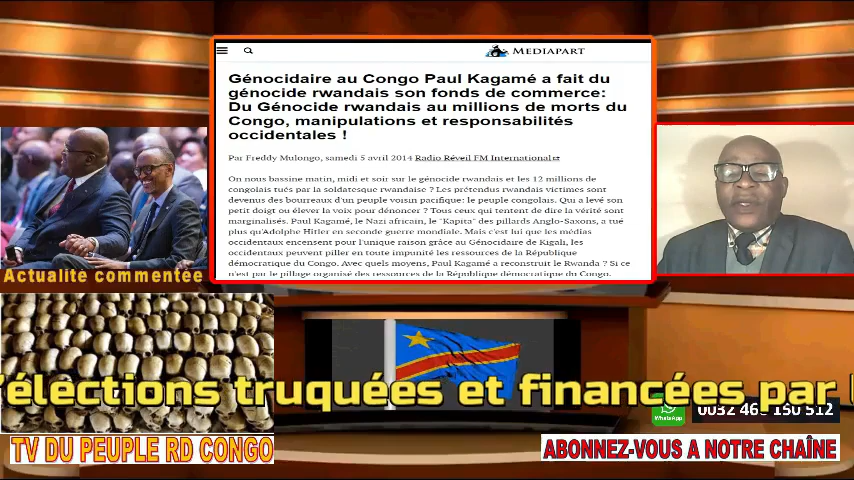 MEDIAPART
Génocidaire au Congo Paul Kagamé a fait du
génocide rwandais son fonds de commerce:
Du Génocide rwandais au millions de morts du
Congo, manipulations et responsabilités
occidentales !
Par Freddy Mulongo, samedi 5 avril 2014 Radio Réveil FM International
On nous bassine matin, midi et soir sur le génocide rwandais et les 12 millions de
congolais tués par la soldatesque rwandaise ? Les prétendus rwandais victimes sont
devenus des bourreaux d'un peuple voisin pacifique: le peuple congolais. Qui a levé son
petit doigt ou élever la voix pour dénoncer ? Tous ceux qui tentent de dire la vérité sont
marginalisés. Paul Kagamé, le Nazi africain, le "Kapita" des pillards Anglo-Saxons, a tué
plus qu'Adolphe Hitler en seconde guerre mondiale. Mais c'est lui que les médias
occidentaux encensent pour l'unique raison grâce au Génocidaire de Kigali, les
occidentaux peuvent piller en toute impunité les ressources de la République
démocratique du Congo. Avec quels moyens, Paul Kagamé a reconstruit le Rwanda ? Si ce
n'est par le pillage organisé des ressources de la République démocratique du Congo.
Actualité commentée
'élections truquées et financées par
WhatsApp
0032 46 150 512
TV DU PEUPLE RD CONGO
ABONNEZ-VOUS A NOTRE CHAÎNE